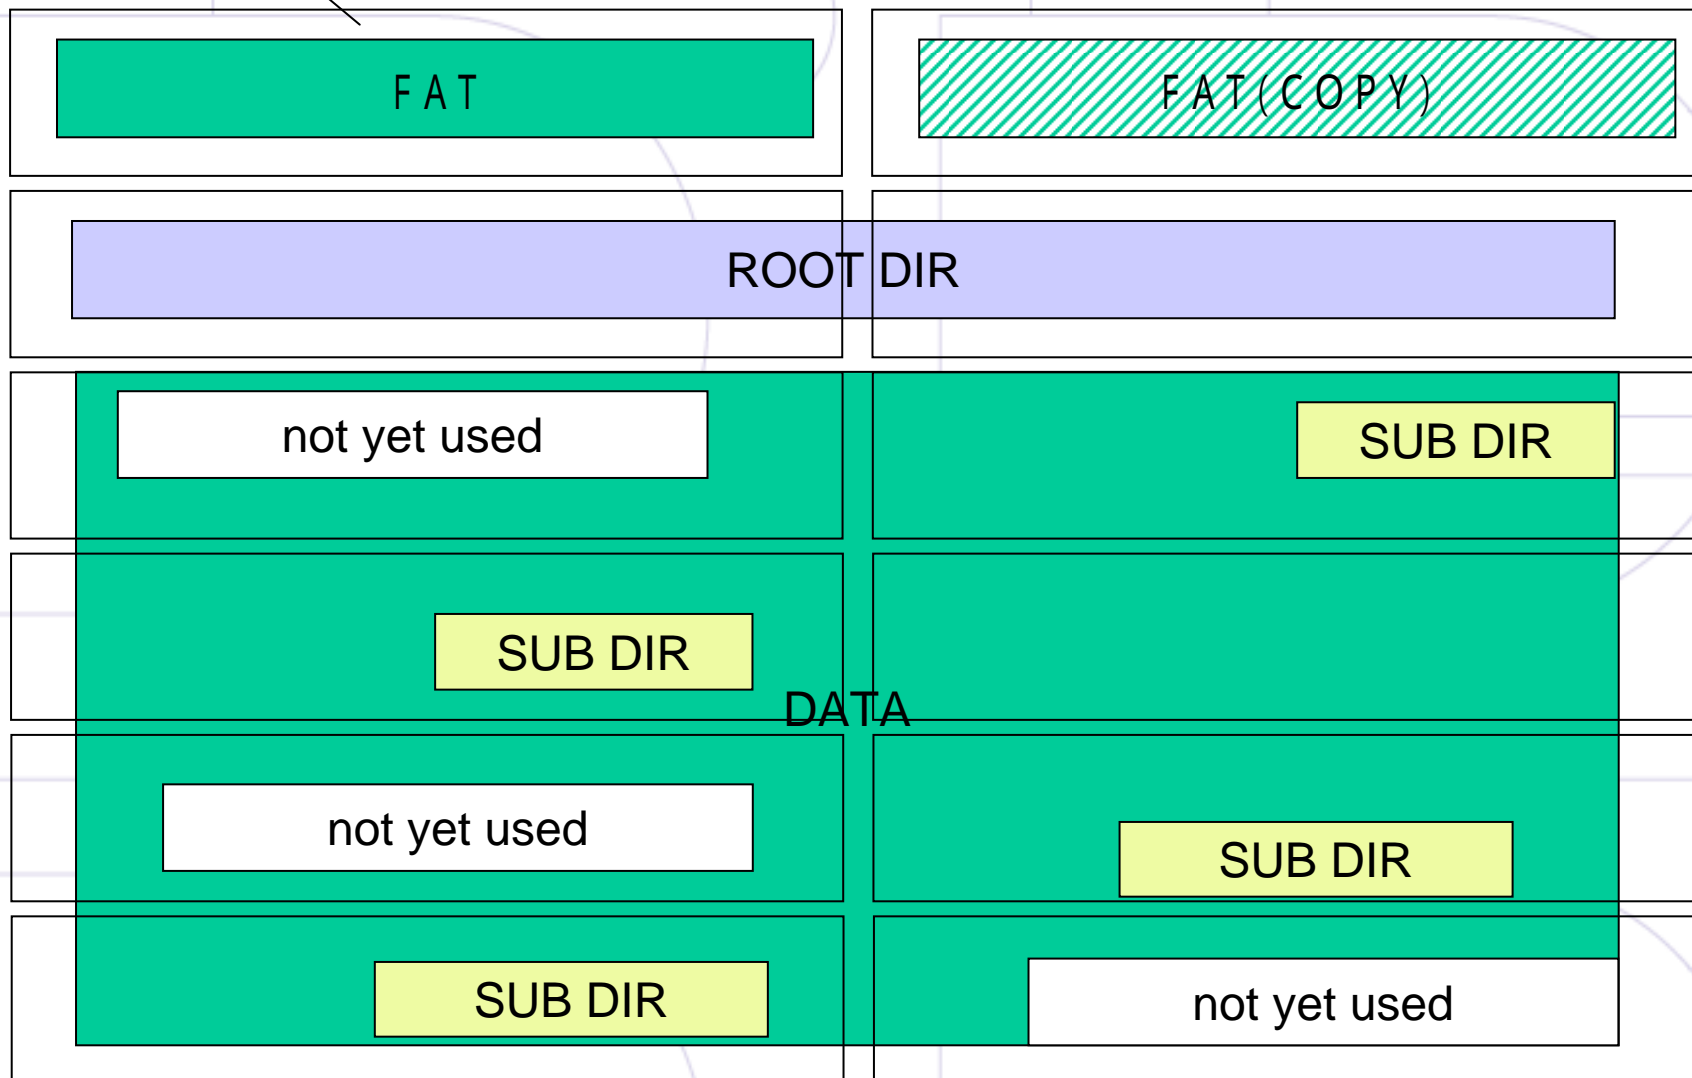 FAT
FAT(COPY)
ROOT DIR
not yet used
SUB DIR
SUB DIR
DATA
not yet used
SUB DIR
SUB DIR
not yet used